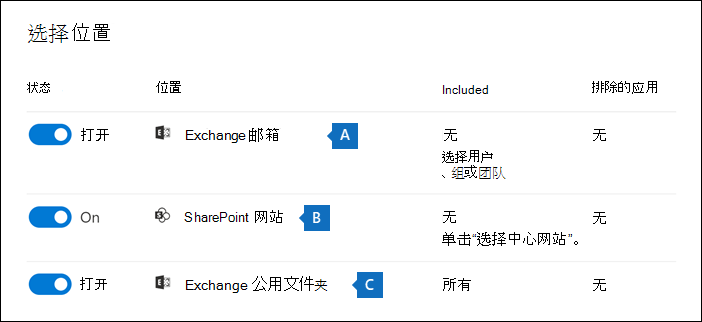 选择位置
状态 位置 Included 排除的应用
打开 Exchange 邮箱 A 无 无
选择用户
、组或团队
On SharePoint 网站 B 无 无
单击“选择中心网站”。
打开 Exchange 公用文件夹 C 所有 无